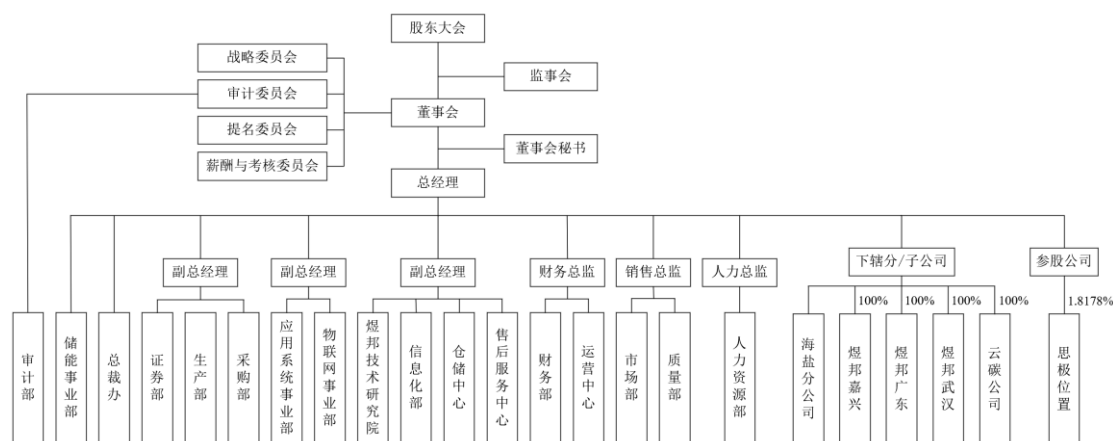 股东大会
战略委员会
监事会
审计委员会
董事会
提名委员会
董事会秘书
薪酬与考核委员会
总经理
副总经理
副总经理
副总经理
财务总监
销售总监
人力总监
下辖分/子公司
参股公司
100%
100%
100%
100%
1.8178%
审计部
储能事业部
总裁办
证券部
生产部
采购部
应用系统事业部
物联网事业部
煜邦技术研究院
信息化部
仓储中心
售后服务中心
财务部
运营中心
市场部
质量部
人力资源部
海盐分公司
煜邦嘉兴
煜邦广东
煜邦武汉
云碳公司
思极位置